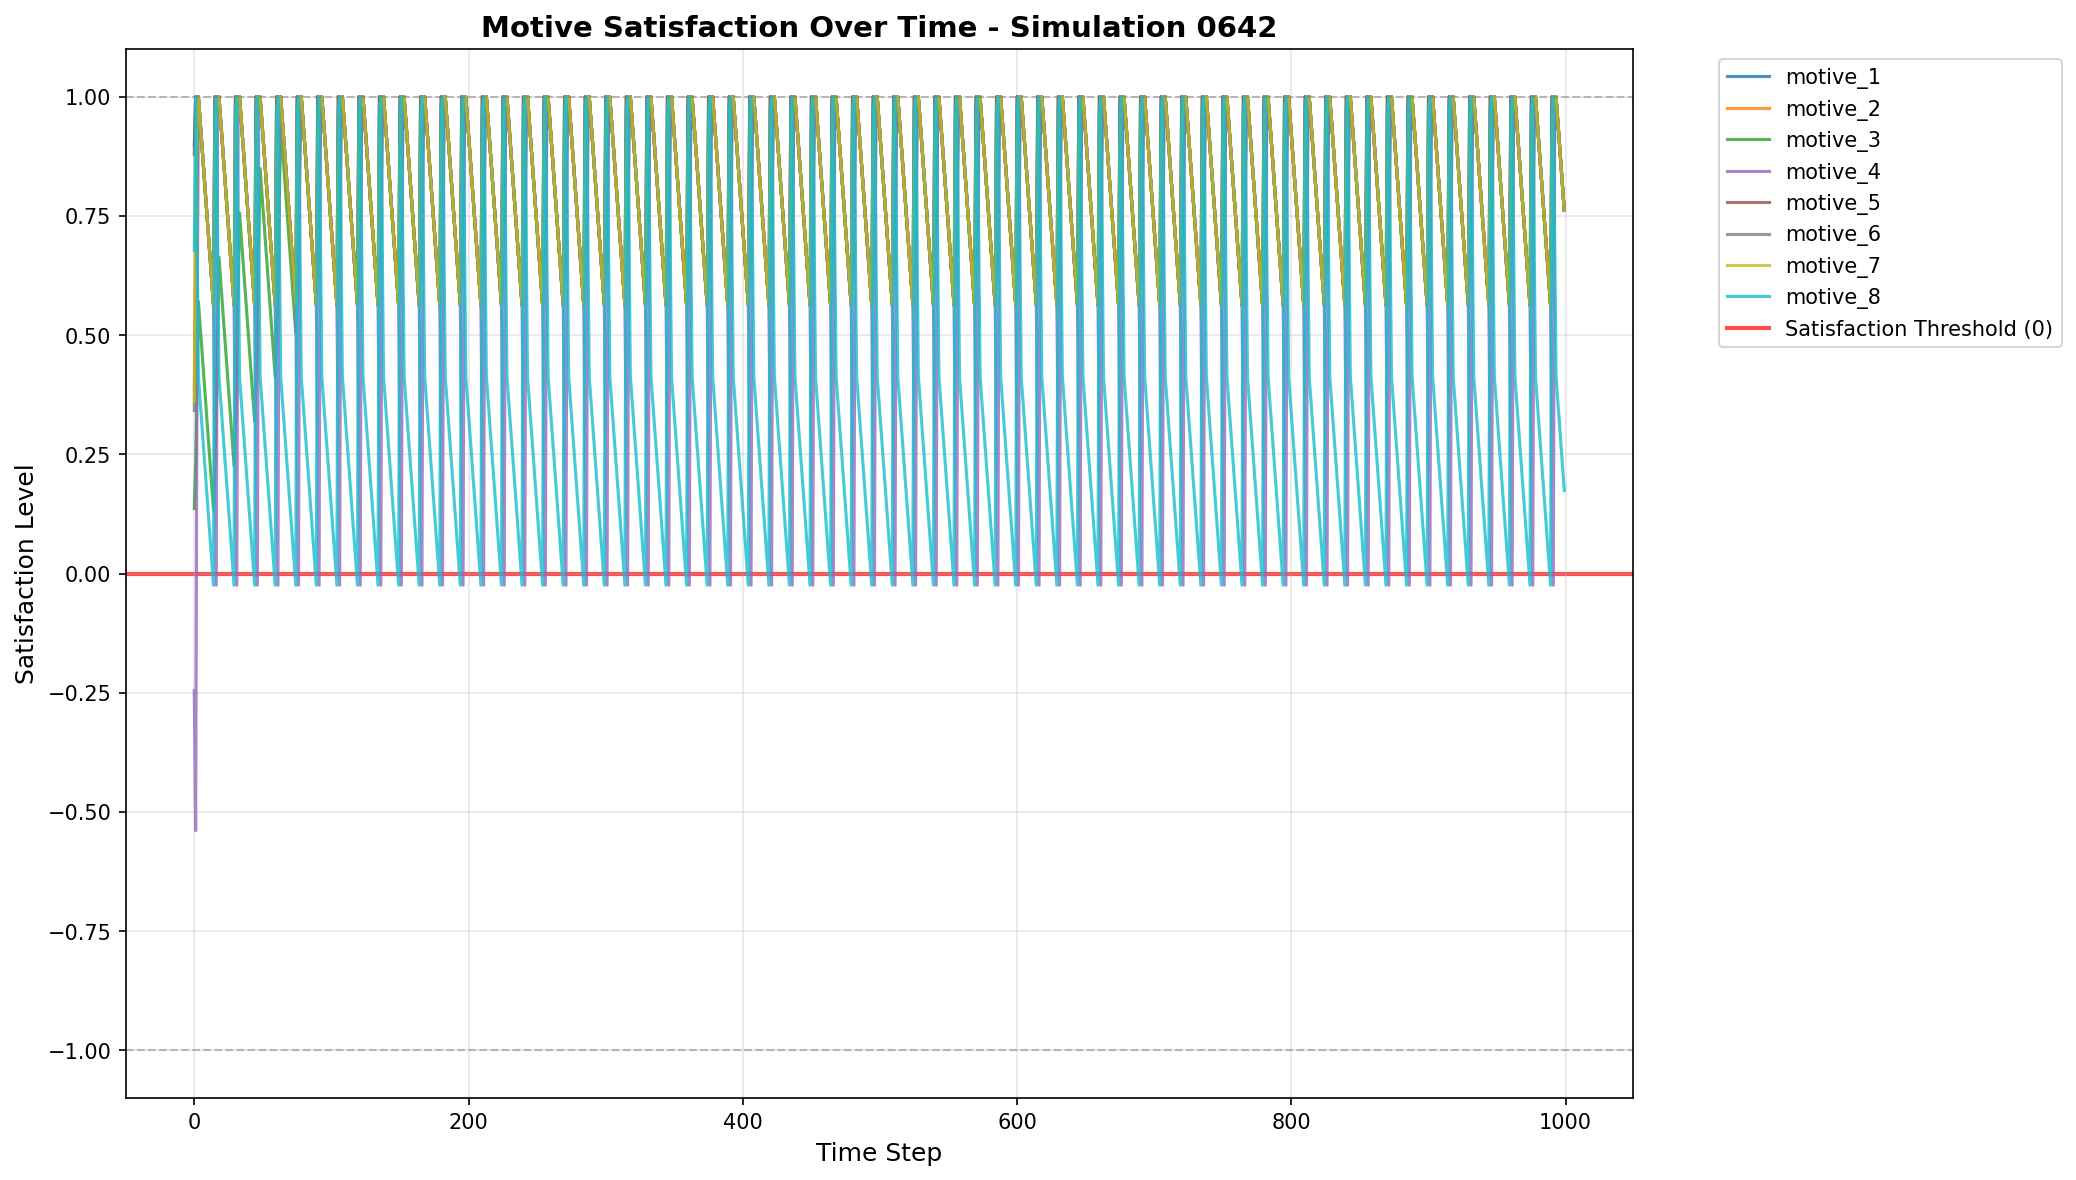 Motive Satisfaction Over Time - Simulation 0642
Satisfaction Level
1.00
0.75
0.50
0.25
0.00
−0.25
−0.50
−0.75
−1.00
0
200
400
600
800
1000
Time Step
motive_1
motive_2
motive_3
motive_4
motive_5
motive_6
motive_7
motive_8
Satisfaction Threshold (0)